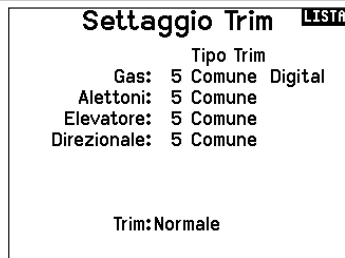 Settaggio Trim LISTA
Tipo Trim
Gas: 5 Comune Digital
Alettoni: 5 Comune
Elevatore: 5 Comune
Direzionale: 5 Comune
Trim: Normale